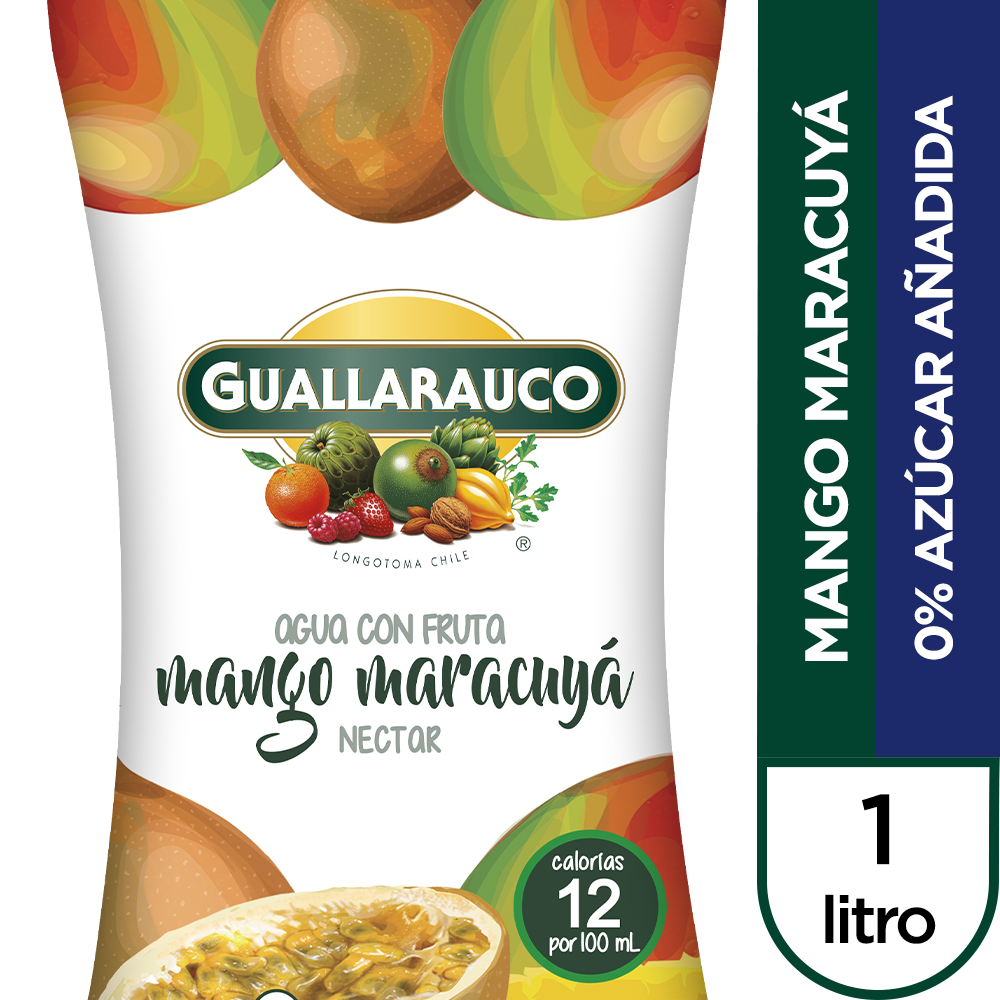 GUALLARAUCO
LONGOTOMA CHILE
®
AGUA CON FRUTA
mango maracuyá
NECTAR
calorías
12
por 100 mL
MANGO MARACUYÁ
0% AZÚCAR AÑADIDA
1
litro